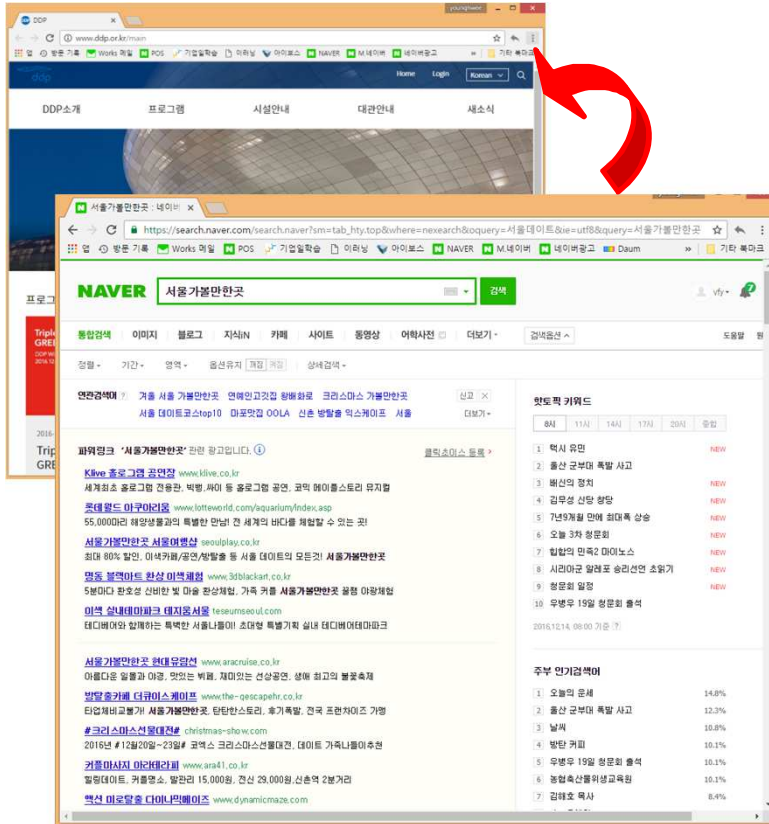 DDP
www.ddp.or.kr/main
앱 방문 기록 Works 메일 POS 기업일학습 이러닝 아이보스 NAVER M.네이버 네이버광고 » 기타 북마크
ddp Home Login Korean
DDP소개 프로그램 시설안내 대관안내 새소식
서울가볼만한곳 : 네이버
https://search.naver.com/search.naver?sm=tab_hty.top&where=nexearch&oquery=서울데이트&ie=utf8&query=서울가볼만한곳
앱 방문 기록 Works 메일 POS 기업일학습 이러닝 아이보스 NAVER M.네이버 네이버광고 Daum » 기타 북마크
NAVER 서울가볼만한곳 검색
통합검색 이미지 블로그 지식iN 카페 사이트 동영상 어학사전 더보기 검색옵션 도움말
정렬 기간 영역 옵션유지 꺼짐 켜짐 상세검색
연관검색어 ? 겨울 서울 가볼만한곳 연예인고깃집 왕배화로 크리스마스 가볼만한곳 신고
서울 데이트코스top10 마포맛집 OOLA 신촌 방탈출 익스케이프 서울 더보기
파워링크 '서울가볼만한곳' 관련 광고입니다. 클릭초이스 등록 >
Klive 홀로그램 공연장 www.klive.co.kr
세계최초 홀로그램 전용관, 빅뱅,싸이 등 홀로그램 공연, 코믹 메이플스토리 뮤지컬
롯데월드 아쿠아리움 www.lotteworld.com/aquarium/index.asp
55,000마리 해양생물과의 특별한 만남! 전 세계의 바다를 체험할 수 있는 곳!
서울가볼만한곳 서울여행샵 seoulplay.co.kr
최대 80% 할인, 이색카페/공연/방탈출 등 서울 데이트의 모든것! 서울가볼만한곳
명동 블랙아트 환상 이색체험 www.3dblackart.co.kr
5분마다 환호성 신비한 빛 마술 환상체험, 가족 커플 서울가볼만한곳 꿀잼 야광체험
이색 실내테마파크 테지움서울 teseumseoul.com
테디베어와 함께하는 특박한 서울나들이! 초대형 특별기획 실내 테디베어테마파크
서울가볼만한곳 현대유람선 www.aracruise.co.kr
아름다운 일몰과 야경, 맛있는 뷔페, 재미있는 선상공연, 생애 최고의 불꽃축제
방탈출카페 더큐이스케이프 www.the-qescapehr.co.kr
타업체비교불가! 서울가볼만한곳, 탄탄한스토리, 후기폭발, 전국 프랜차이즈 가맹
#크리스마스선물대전# christmas-show.com
2016년 #12월20일~23일# 코엑스 크리스마스선물대전, 데이트 가족나들이추천
커플마사지 아라테라피 www.ara41.co.kr
힐링데이트, 커플명소, 발관리 15,000원, 전신 29,000원,신촌역 2분거리
액션 미로탈출 다이나믹메이즈 www.dynamicmaze.com
핫토픽 키워드
8시 11시 14시 17시 20시 종합
1 택시 유민 NEW
2 울산 군부대 폭발 사고
3 배신의 정치 NEW
4 김무성 신당 창당 NEW
5 7년9개월 만에 최대폭 상승 NEW
6 오늘 3차 청문회 NEW
7 힙합의 민족2 마이노스 NEW
8 시리아군 알레포 승리선언 초읽기 NEW
9 청문회 일정 NEW
10 우병우 19일 청문회 출석
2016.12.14. 08:00 기준 ?
주부 인기검색어
1 오늘의 운세 14.8%
2 울산 군부대 폭발 사고 12.3%
3 날씨 10.8%
4 방탄 커피 10.1%
5 우병우 19일 청문회 출석 10.1%
6 농협축산물위생교육원 10.1%
7 김해호 목사 8.4%